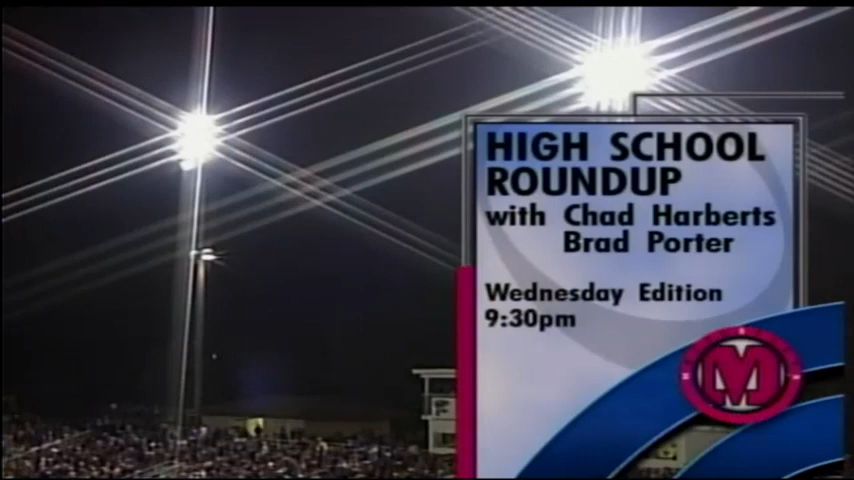 HIGH SCHOOL
ROUNDUP
with Chad Harberts
Brad Porter
Wednesday Edition
9:30pm
M